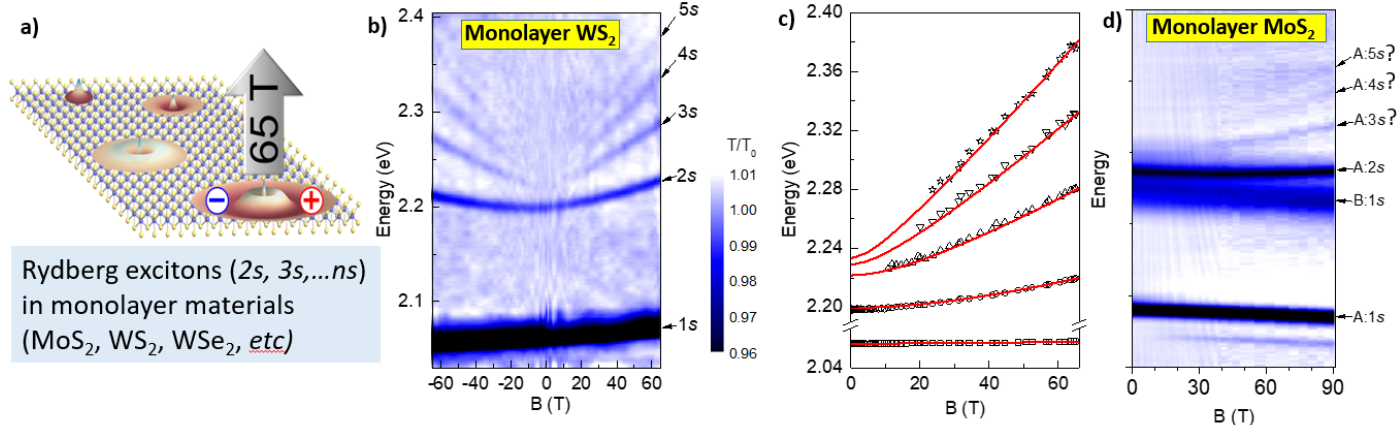 a)
65 T
−
+
Rydberg excitons (2s, 3s,...ns)
in monolayer materials
(MoS₂, WS₂, WSe₂, etc)
b)
Monolayer WS₂
2.4
2.3
2.2
2.1
Energy (eV)
-60 -40 -20 0 20 40 60
B (T)
5s
4s
3s
2s
1s
T/T₀
1.00
0.99
0.98
0.97
0.96
c)
2.40
2.36
2.32
2.28
2.24
2.20
2.04
Energy (eV)
0 20 40 60
B (T)
d)
Monolayer MoS₂
Energy
0 30 60 90
B (T)
A:5s?
A:4s?
A:3s?
A:2s
B:1s
A:1s